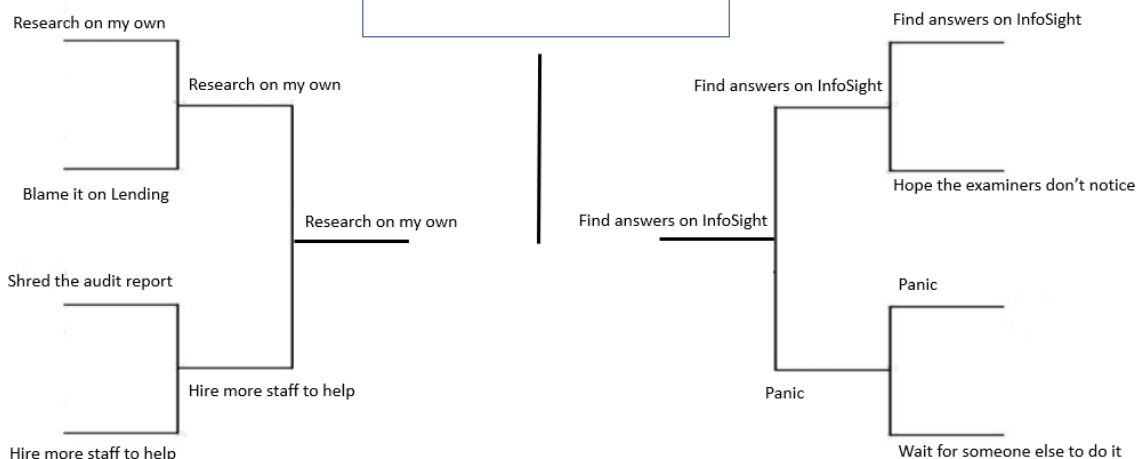 Research on my own
Research on my own
Blame it on Lending
Research on my own
Shred the audit report
Hire more staff to help
Hire more staff to help
Find answers on InfoSight
Find answers on InfoSight
Hope the examiners don’t notice
Find answers on InfoSight
Panic
Panic
Wait for someone else to do it